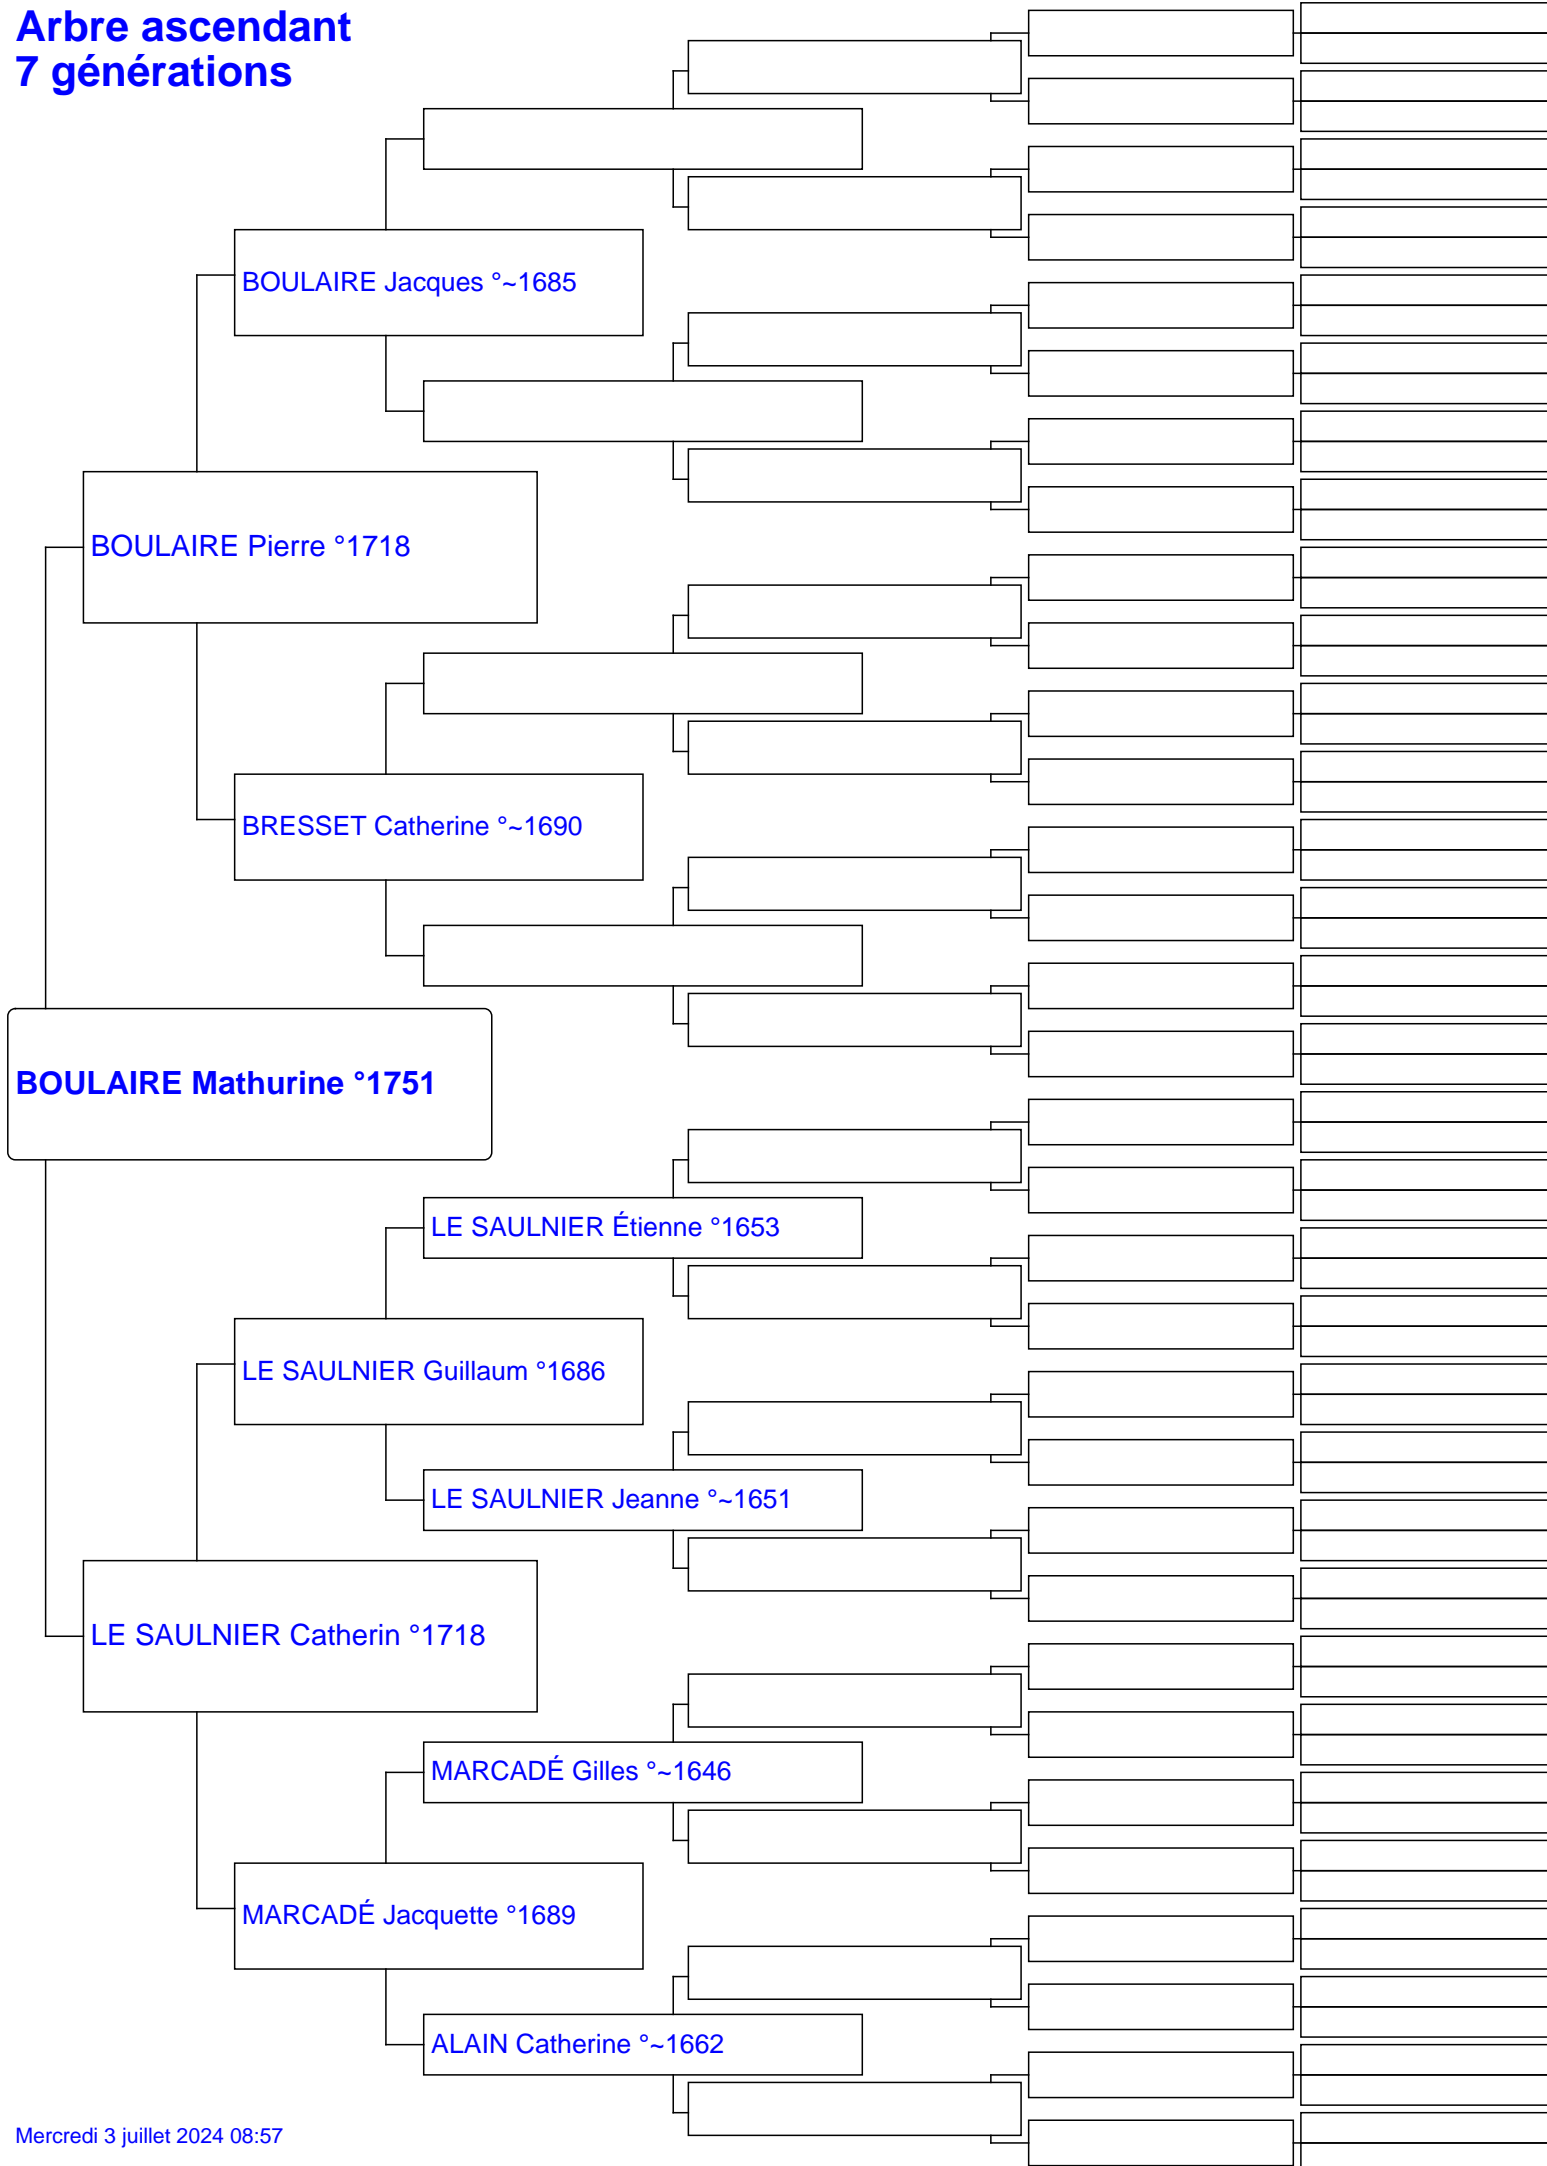 Arbre ascendant
7 générations
BOULAIRE Jacques °~1685
BOULAIRE Pierre °1718
BRESSET Catherine °~1690
BOULAIRE Mathurine °1751
LE SAULNIER Étienne °1653
LE SAULNIER Guillaum °1686
LE SAULNIER Jeanne °~1651
LE SAULNIER Catherin °1718
MARCADÉ Gilles °~1646
MARCADÉ Jacquette °1689
ALAIN Catherine °~1662
Mercredi 3 juillet 2024 08:57